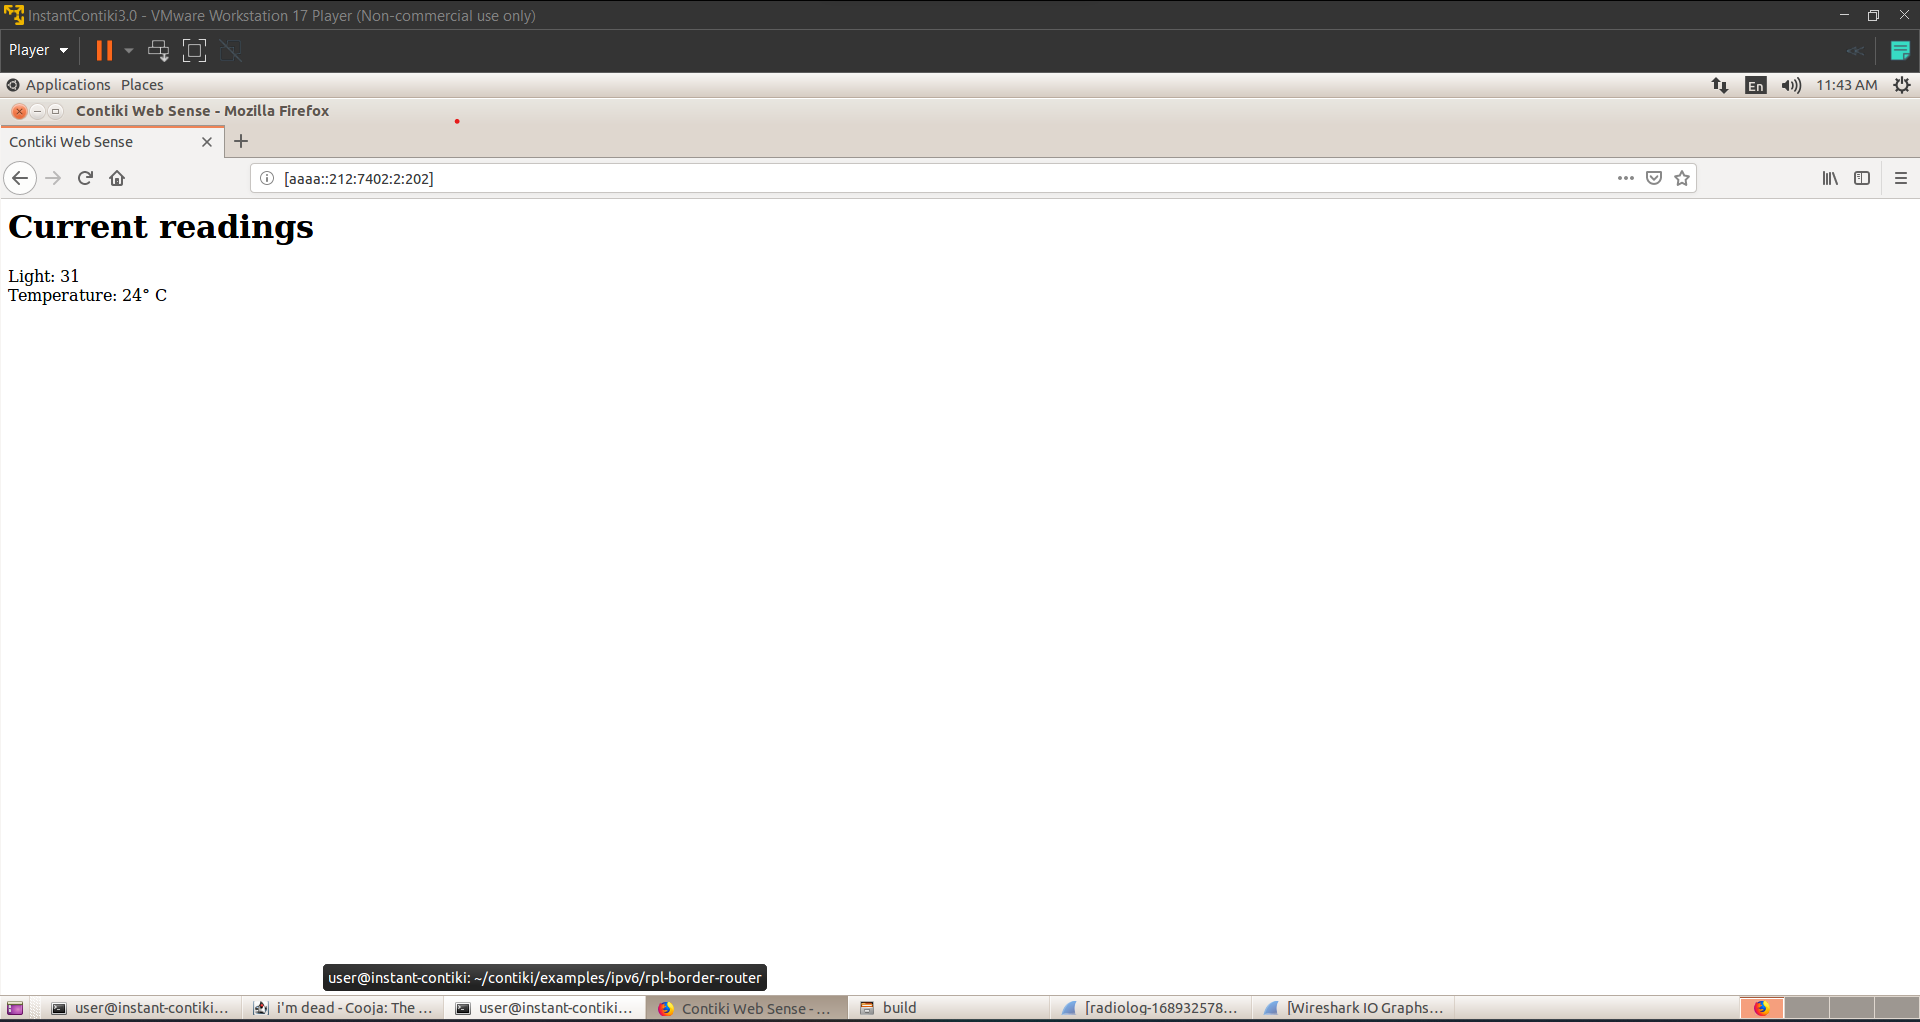 InstantContiki3.0 - VMware Workstation 17 Player (Non-commercial use only)
Player
Applications Places En 11:43 AM
Contiki Web Sense - Mozilla Firefox
Contiki Web Sense
[aaaa::212:7402:2:202]
Current readings
Light: 31
Temperature: 24° C
user@instant-contiki: ~/contiki/examples/ipv6/rpl-border-router
user@instant-contiki... i'm dead - Cooja: The ... user@instant-contiki... Contiki Web Sense - ... build [radiolog-168932578... [Wireshark IO Graphs...